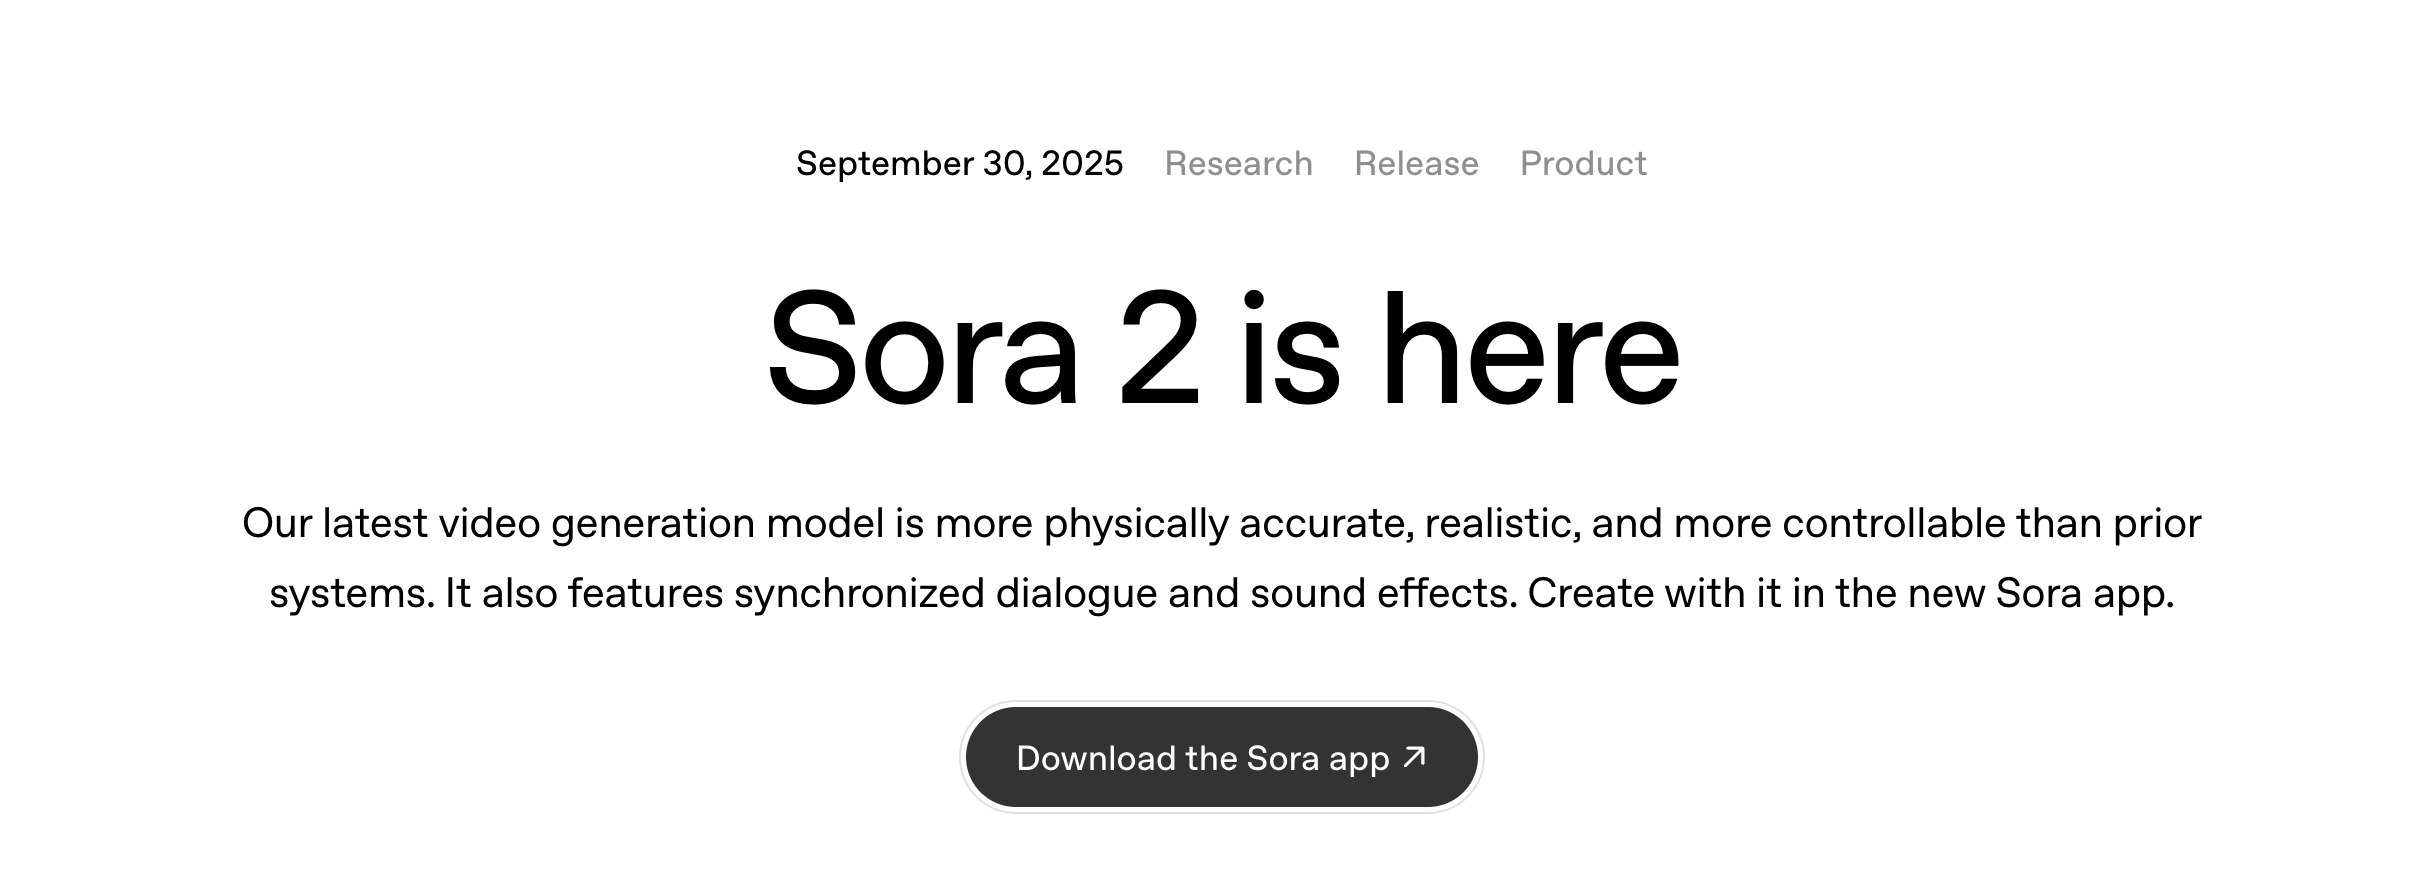 September 30, 2025 Research Release Product
Sora 2 is here
Our latest video generation model is more physically accurate, realistic, and more controllable than prior
systems. It also features synchronized dialogue and sound effects. Create with it in the new Sora app.
Download the Sora app ↗